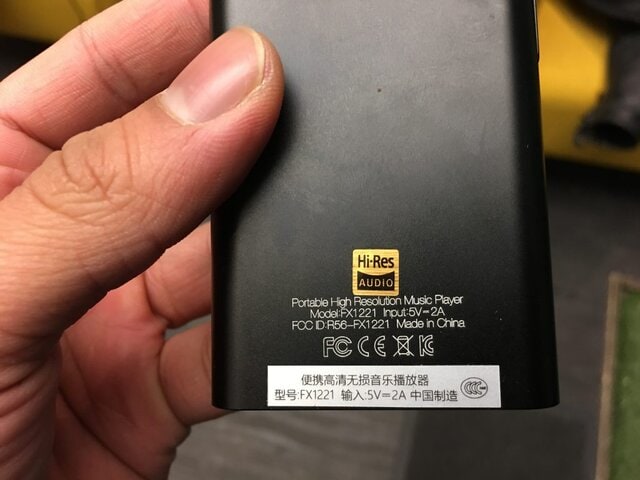 Hi-Res
AUDIO
Portable High Resolution Music Player
Model:FX1221 Input:5V⎓2A
FCC ID:R56-FX1221 Made in China
FC CE
便携高清无损音乐播放器
型号:FX1221 输入:5V⎓2A 中国制造